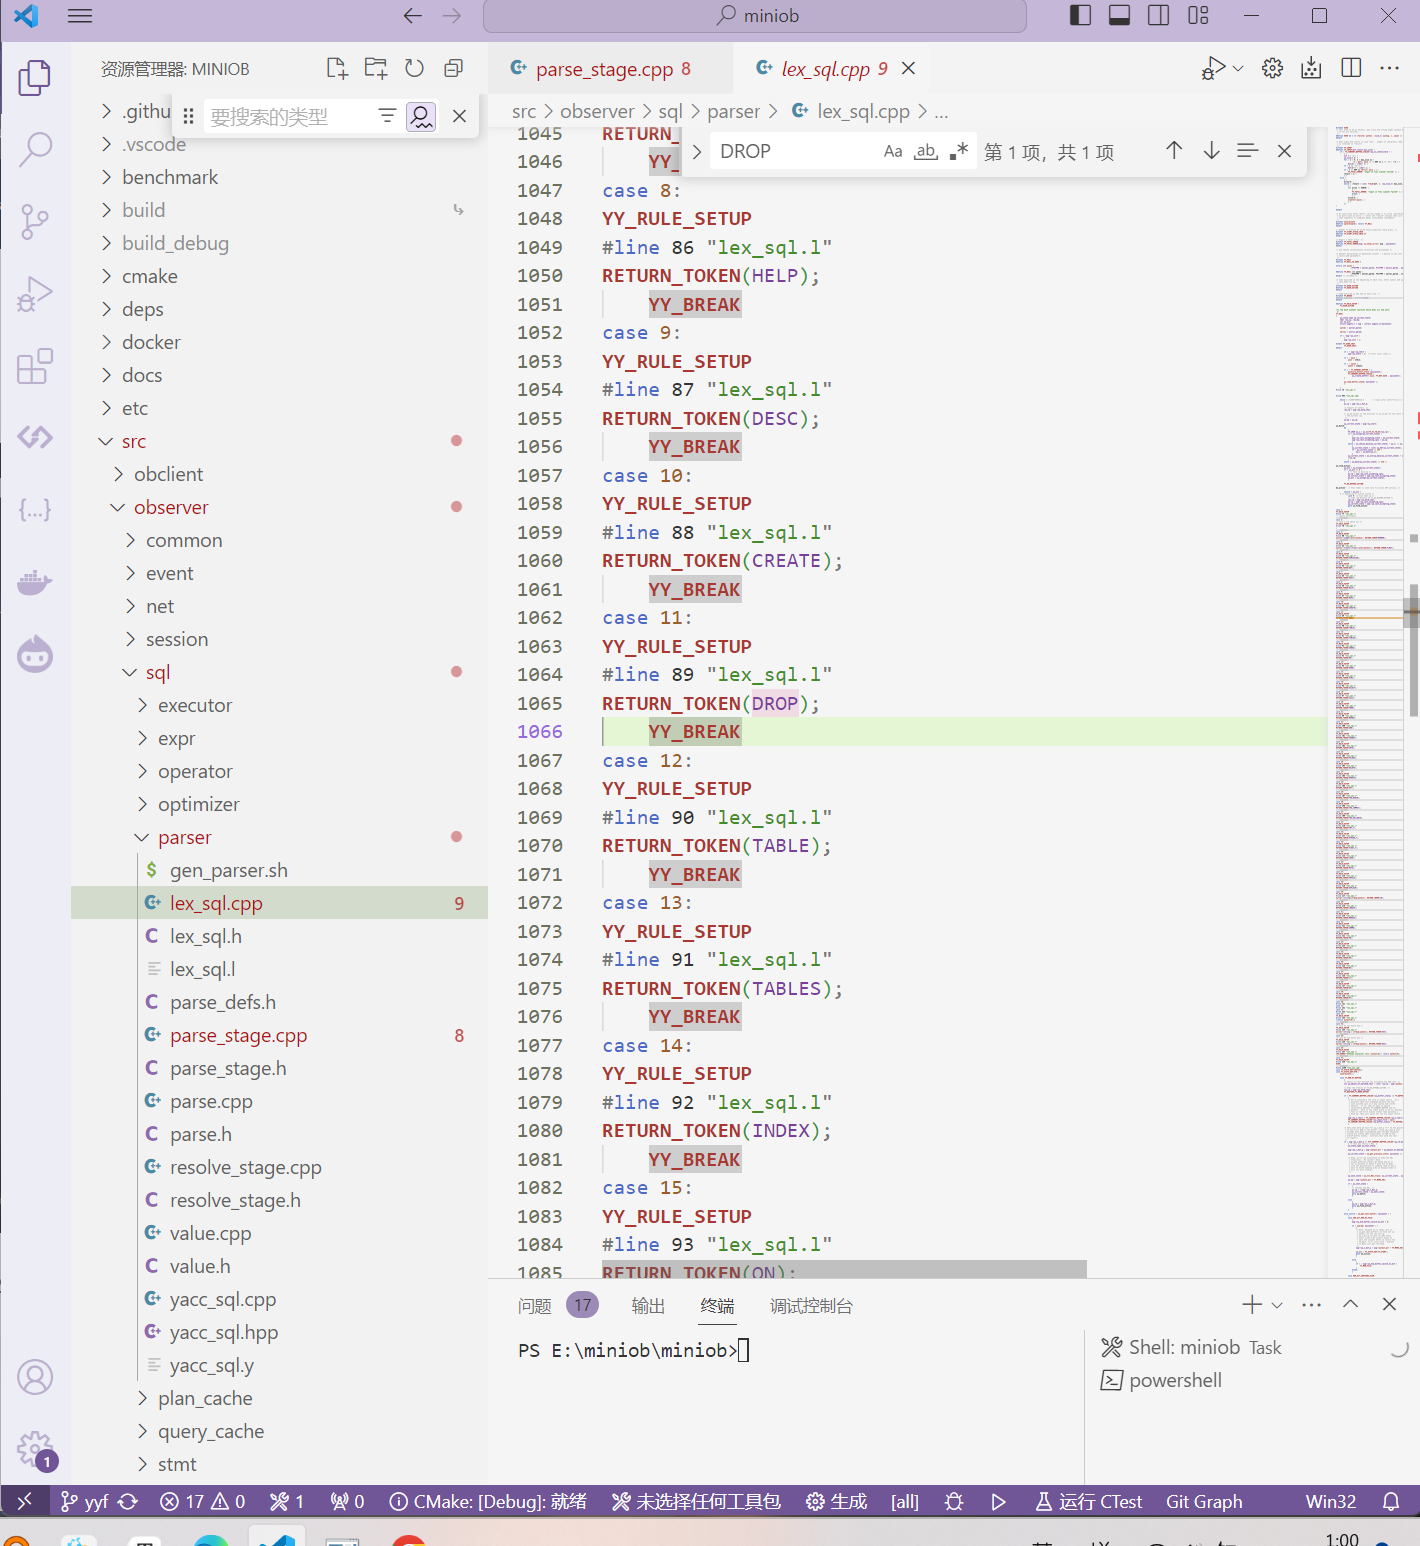 miniob
资源管理器: MINIOB
要搜索的类型
.githu
.vscode
benchmark
build
build_debug
cmake
deps
docker
docs
etc
src
obclient
observer
common
event
net
session
sql
executor
expr
operator
optimizer
parser
$ gen_parser.sh
lex_sql.cpp 9
lex_sql.h
lex_sql.l
parse_defs.h
parse_stage.cpp 8
parse_stage.h
parse.cpp
parse.h
resolve_stage.cpp
resolve_stage.h
value.cpp
value.h
yacc_sql.cpp
yacc_sql.hpp
yacc_sql.y
plan_cache
query_cache
stmt
parse_stage.cpp 8
lex_sql.cpp 9
src > observer > sql > parser > lex_sql.cpp > ...
DROP Aa ab .* 第 1 项，共 1 项
1045 RETURN_
1046 YY_
1047 case 8:
1048 YY_RULE_SETUP
1049 #line 86 "lex_sql.l"
1050 RETURN_TOKEN(HELP);
1051 YY_BREAK
1052 case 9:
1053 YY_RULE_SETUP
1054 #line 87 "lex_sql.l"
1055 RETURN_TOKEN(DESC);
1056 YY_BREAK
1057 case 10:
1058 YY_RULE_SETUP
1059 #line 88 "lex_sql.l"
1060 RETURN_TOKEN(CREATE);
1061 YY_BREAK
1062 case 11:
1063 YY_RULE_SETUP
1064 #line 89 "lex_sql.l"
1065 RETURN_TOKEN(DROP);
1066 YY_BREAK
1067 case 12:
1068 YY_RULE_SETUP
1069 #line 90 "lex_sql.l"
1070 RETURN_TOKEN(TABLE);
1071 YY_BREAK
1072 case 13:
1073 YY_RULE_SETUP
1074 #line 91 "lex_sql.l"
1075 RETURN_TOKEN(TABLES);
1076 YY_BREAK
1077 case 14:
1078 YY_RULE_SETUP
1079 #line 92 "lex_sql.l"
1080 RETURN_TOKEN(INDEX);
1081 YY_BREAK
1082 case 15:
1083 YY_RULE_SETUP
1084 #line 93 "lex_sql.l"
1085 RETURN_TOKEN(ON);
问题 17 输出 终端 调试控制台
PS E:\miniob\miniob>
Shell: miniob Task
powershell
1
yyf 17 0 1 0 CMake: [Debug]: 就绪 未选择任何工具包 生成 [all] 运行 CTest Git Graph Win32
1:00